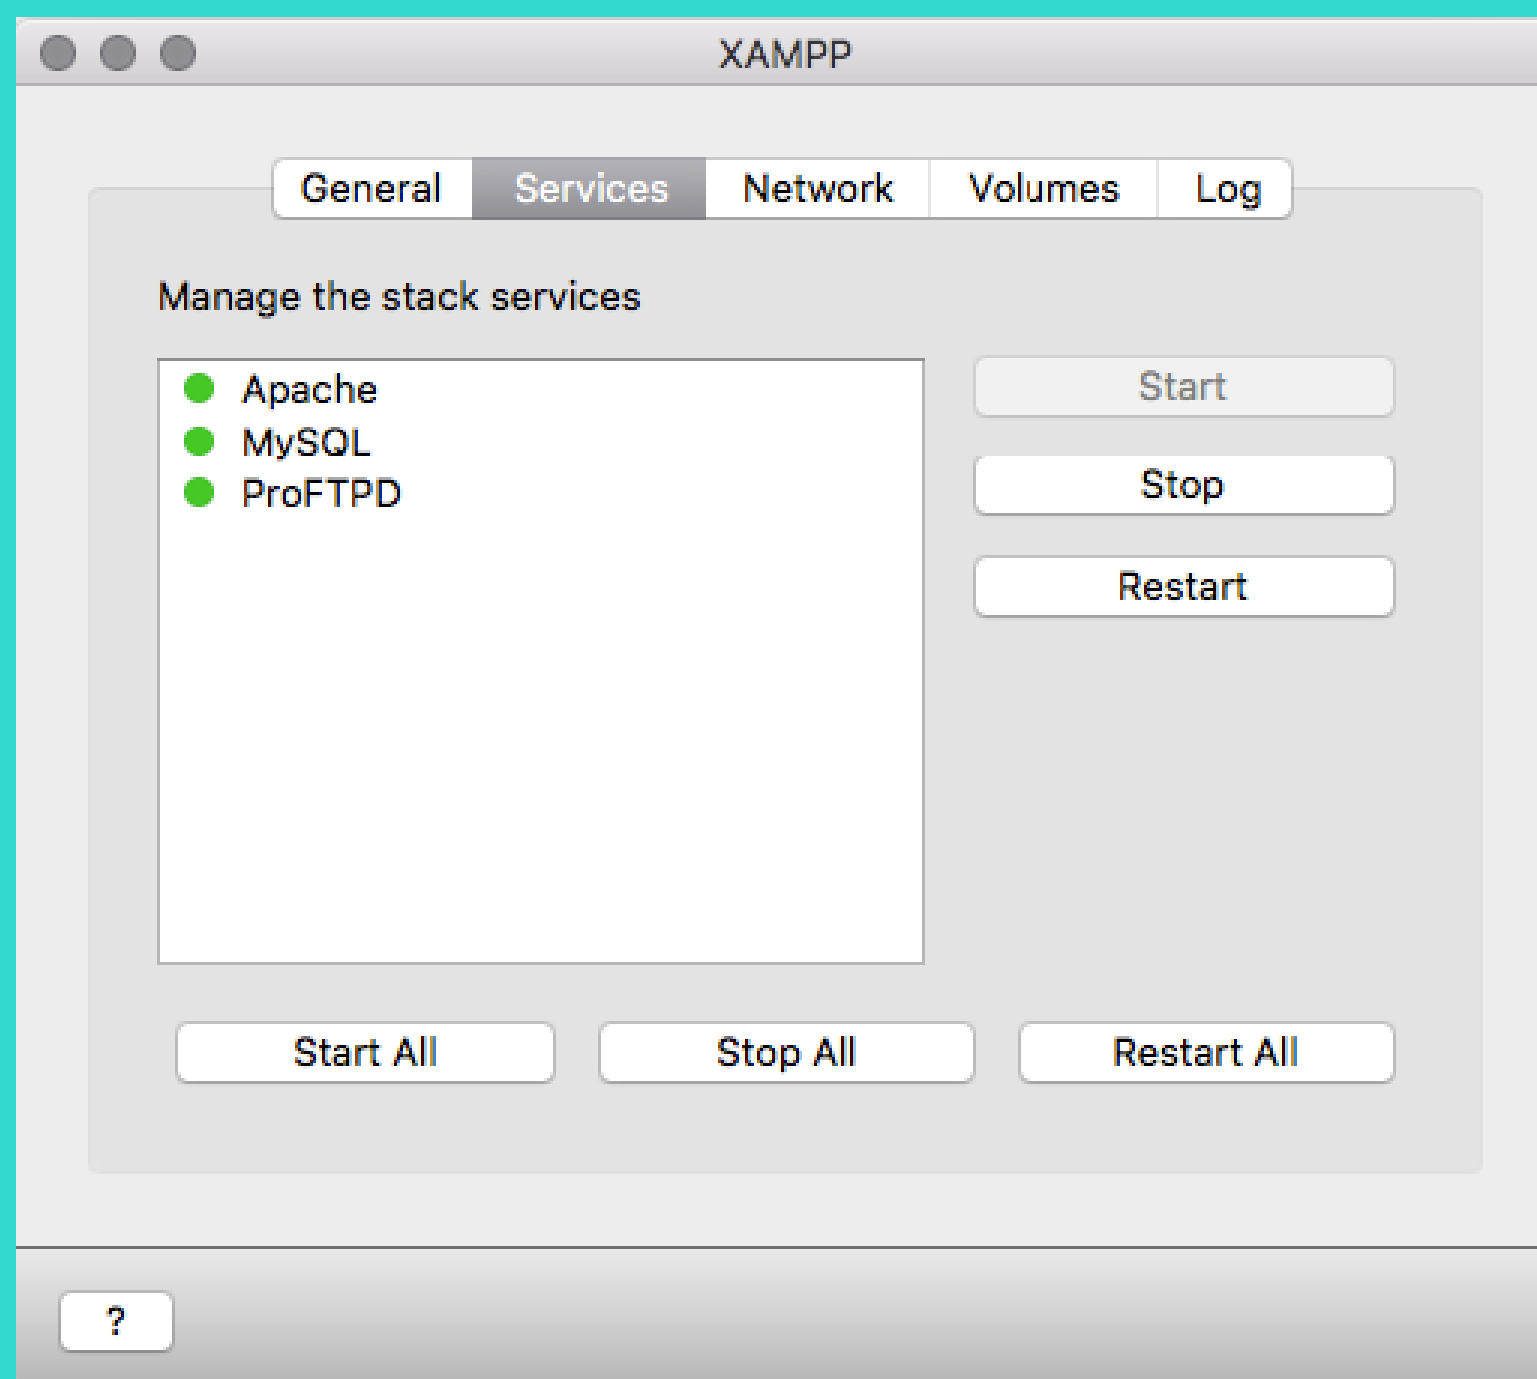 XAMPP
General Services Network Volumes Log
Manage the stack services
Apache
MySQL
ProFTPD
Start
Stop
Restart
Start All Stop All Restart All
?